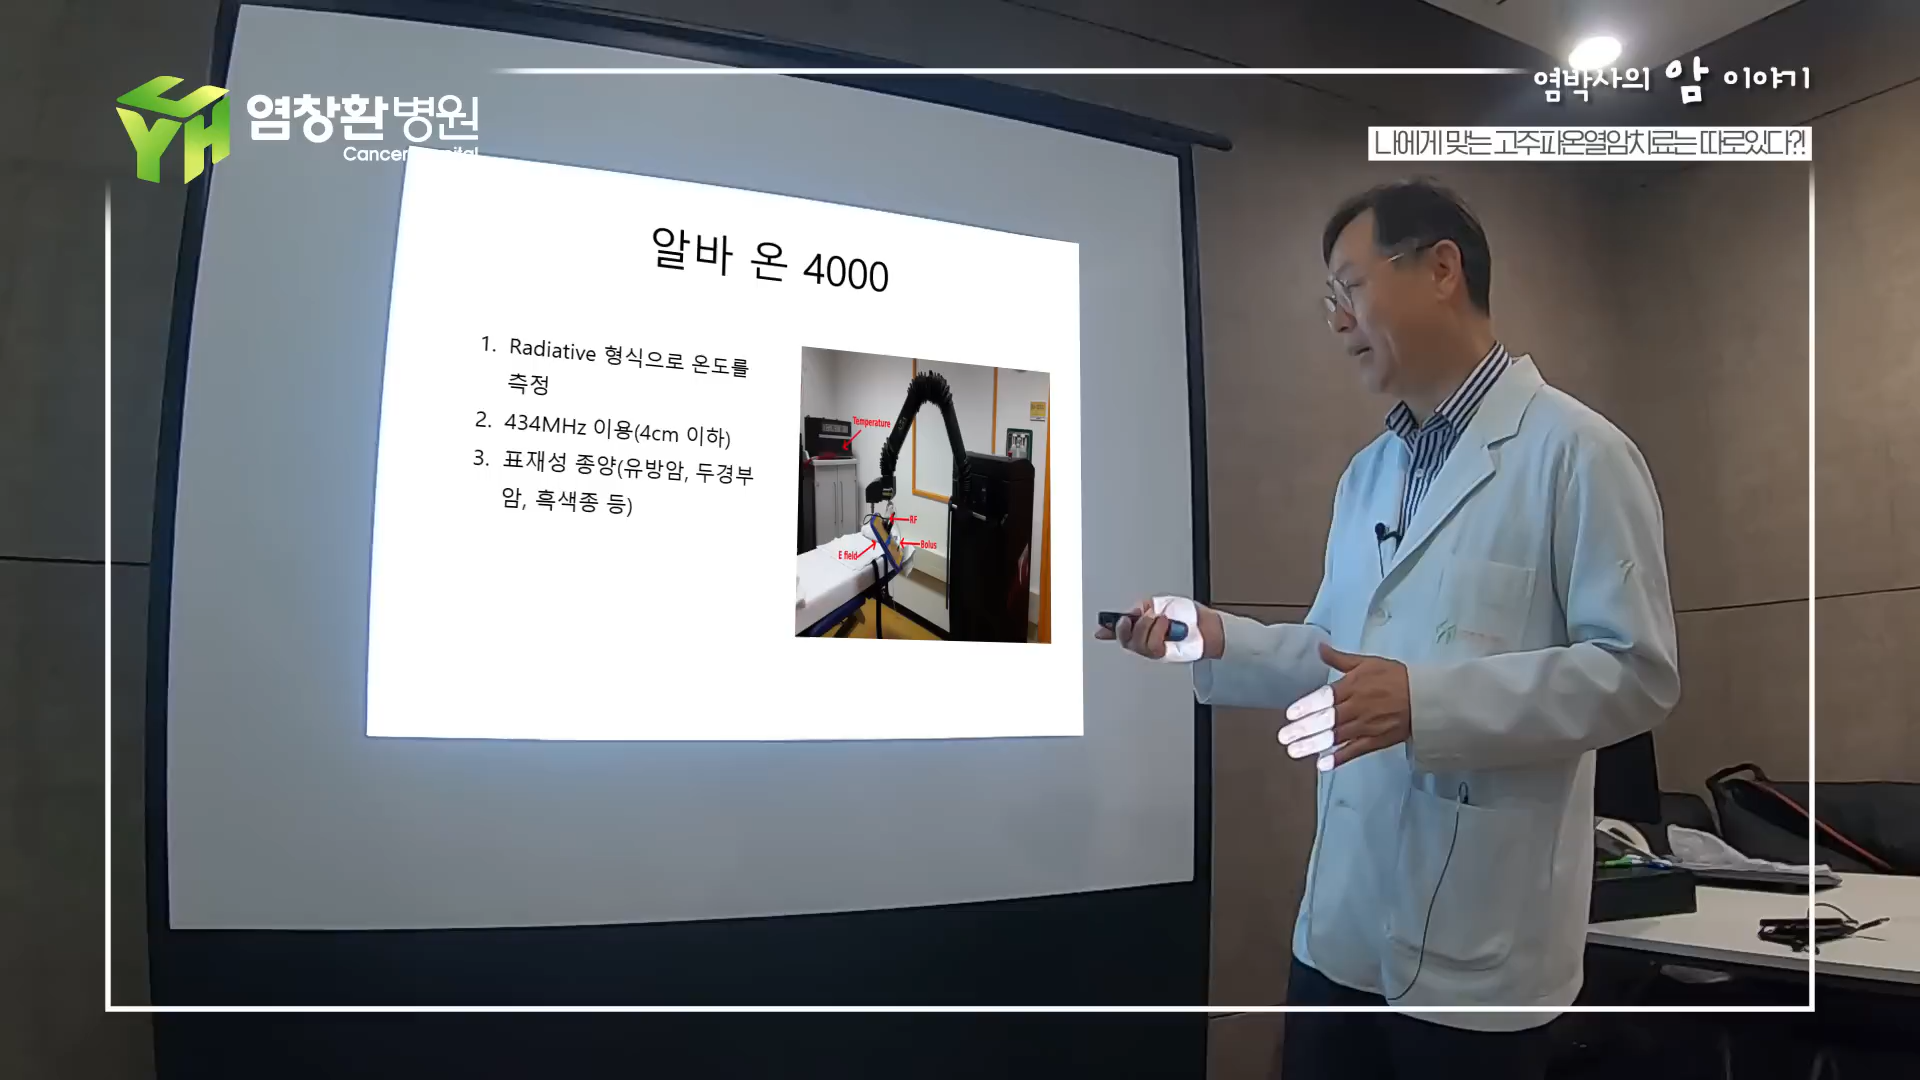 염창환병원
Cancer Hospital
염박사의 암 이야기
나에게 맞는 고주파온열암치료는 따로있다?!
알바 온 4000
1. Radiative 형식으로 온도를
측정
2. 434MHz 이용(4cm 이하)
3. 표재성 종양(유방암, 두경부
암, 흑색종 등)
Temperature
RF
E field
Bolus